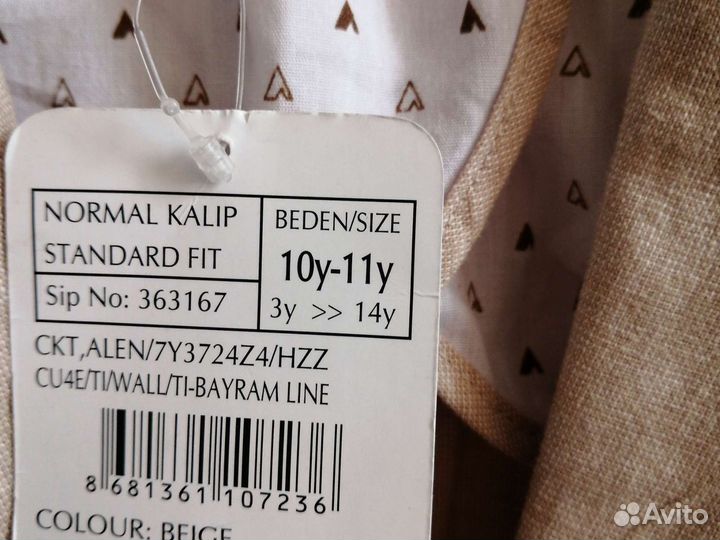 NORMAL KALIP
STANDARD FIT
Sip No: 363167
BEDEN/SIZE
10y-11y
3y >> 14y
CKT,ALEN/7Y3724Z4/HZZ
CU4E/TI/WALL/TI-BAYRAM LINE
8 681361 107236
COLOUR: BEIGE
Avito